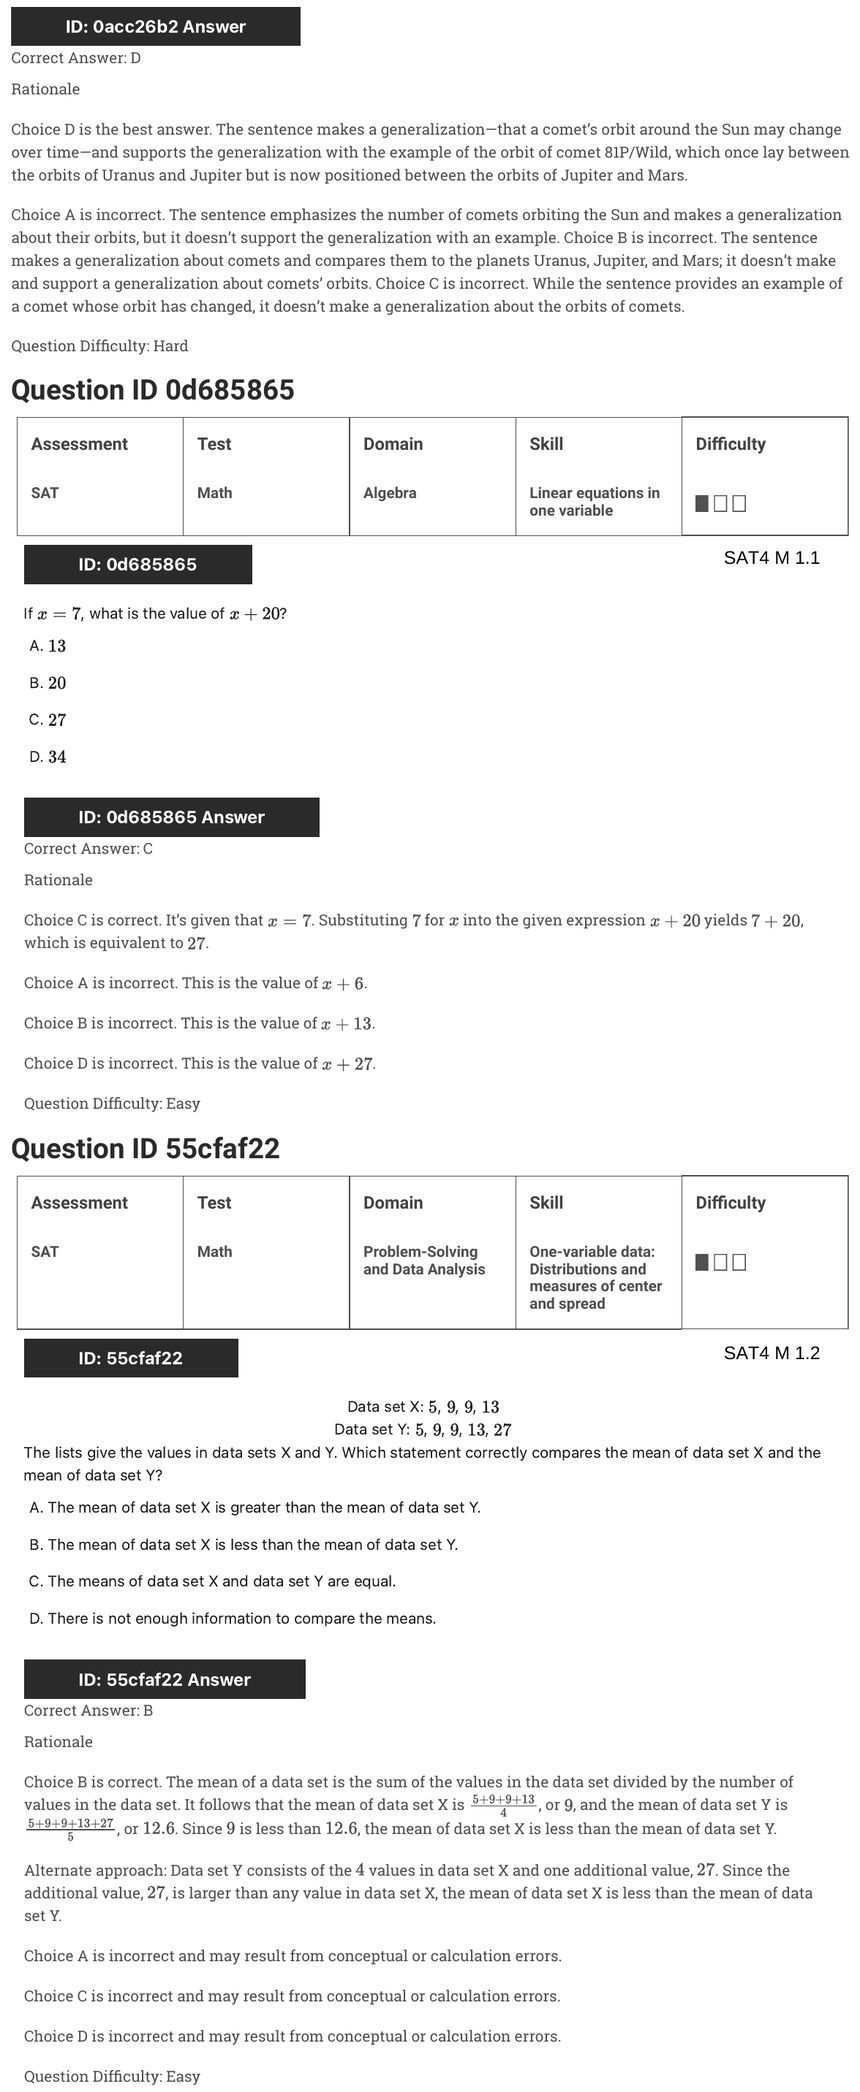 ID: 0acc26b2 Answer
Correct Answer: D
Rationale
Choice D is the best answer. The sentence makes a generalization—that a comet’s orbit around the Sun may change
over time—and supports the generalization with the example of the orbit of comet 81P/Wild, which once lay between
the orbits of Uranus and Jupiter but is now positioned between the orbits of Jupiter and Mars.
Choice A is incorrect. The sentence emphasizes the number of comets orbiting the Sun and makes a generalization
about their orbits, but it doesn’t support the generalization with an example. Choice B is incorrect. The sentence
makes a generalization about comets and compares them to the planets Uranus, Jupiter, and Mars; it doesn’t make
and support a generalization about comets’ orbits. Choice C is incorrect. While the sentence provides an example of
a comet whose orbit has changed, it doesn’t make a generalization about the orbits of comets.
Question Difficulty: Hard
Question ID 0d685865
Assessment Test Domain Skill Difficulty
SAT Math Algebra Linear equations in
one variable
ID: 0d685865
SAT4 M 1.1
If x = 7, what is the value of x + 20?
A. 13
B. 20
C. 27
D. 34
ID: 0d685865 Answer
Correct Answer: C
Rationale
Choice C is correct. It’s given that x = 7. Substituting 7 for x into the given expression x + 20 yields 7 + 20,
which is equivalent to 27.
Choice A is incorrect. This is the value of x + 6.
Choice B is incorrect. This is the value of x + 13.
Choice D is incorrect. This is the value of x + 27.
Question Difficulty: Easy
Question ID 55cfaf22
Assessment Test Domain Skill Difficulty
SAT Math Problem-Solving One-variable data:
and Data Analysis Distributions and
measures of center
and spread
ID: 55cfaf22
SAT4 M 1.2
Data set X: 5, 9, 9, 13
Data set Y: 5, 9, 9, 13, 27
The lists give the values in data sets X and Y. Which statement correctly compares the mean of data set X and the
mean of data set Y?
A. The mean of data set X is greater than the mean of data set Y.
B. The mean of data set X is less than the mean of data set Y.
C. The means of data set X and data set Y are equal.
D. There is not enough information to compare the means.
ID: 55cfaf22 Answer
Correct Answer: B
Rationale
Choice B is correct. The mean of a data set is the sum of the values in the data set divided by the number of
values in the data set. It follows that the mean of data set X is (5+9+9+13)/4, or 9, and the mean of data set Y is
(5+9+9+13+27)/5, or 12.6. Since 9 is less than 12.6, the mean of data set X is less than the mean of data set Y.
Alternate approach: Data set Y consists of the 4 values in data set X and one additional value, 27. Since the
additional value, 27, is larger than any value in data set X, the mean of data set X is less than the mean of data
set Y.
Choice A is incorrect and may result from conceptual or calculation errors.
Choice C is incorrect and may result from conceptual or calculation errors.
Choice D is incorrect and may result from conceptual or calculation errors.
Question Difficulty: Easy